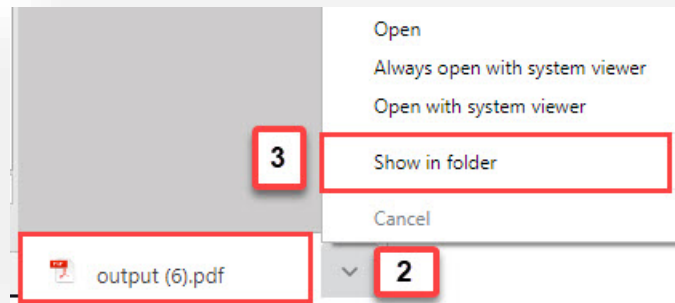 Open
Always open with system viewer
Open with system viewer
3
Show in folder
Cancel
output (6).pdf
2